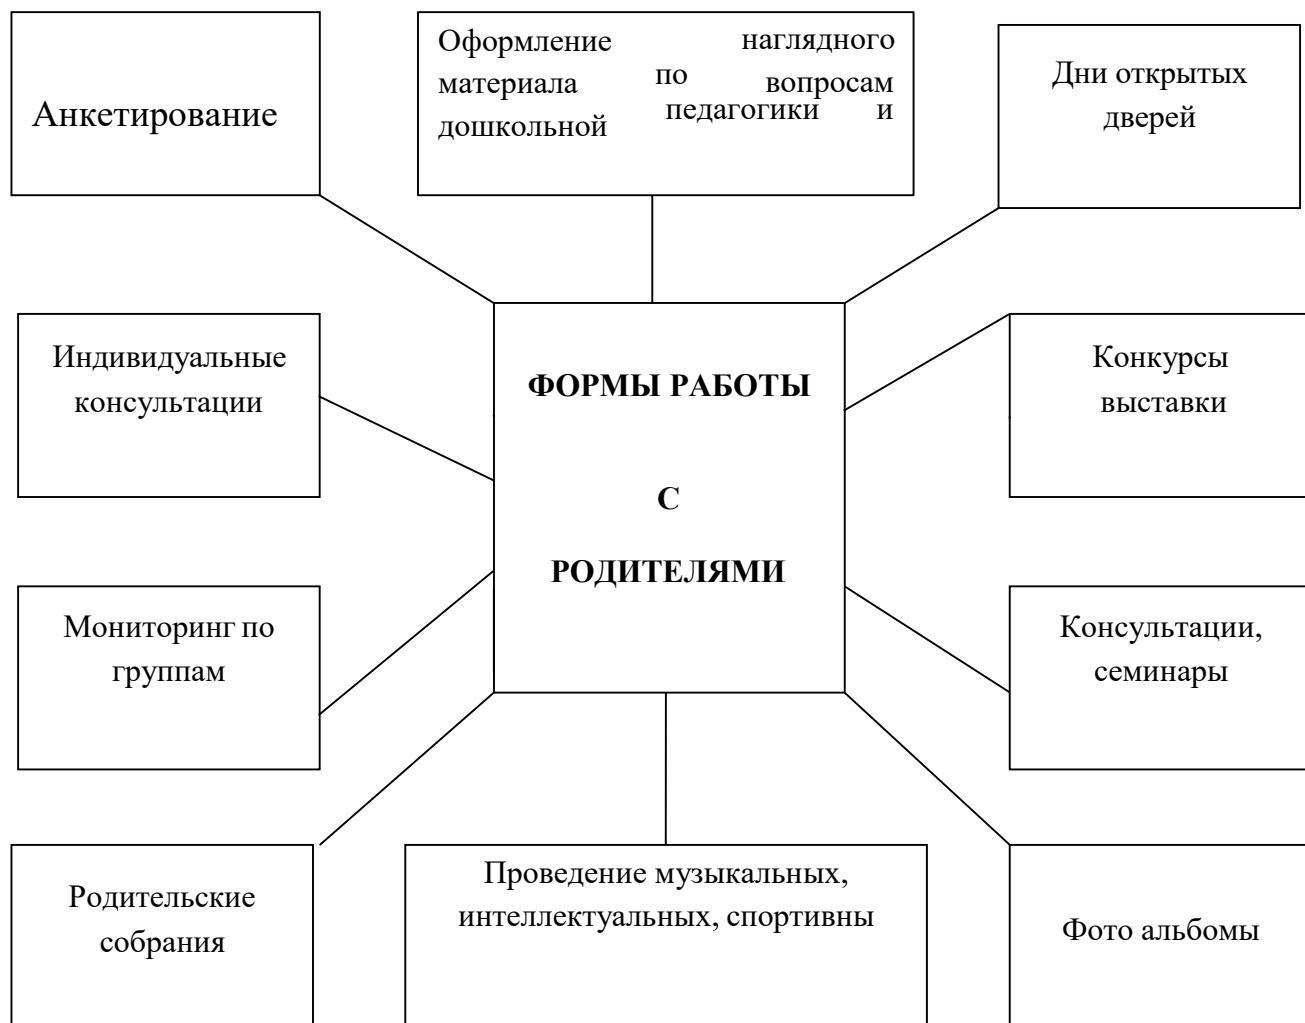 Анкетирование
Оформление наглядного
материала по вопросам
дошкольной педагогики и
Дни открытых
дверей
Индивидуальные
консультации
ФОРМЫ РАБОТЫ
С
РОДИТЕЛЯМИ
Конкурсы
выставки
Мониторинг по
группам
Консультации,
семинары
Родительские
собрания
Проведение музыкальных,
интеллектуальных, спортивны
Фото альбомы